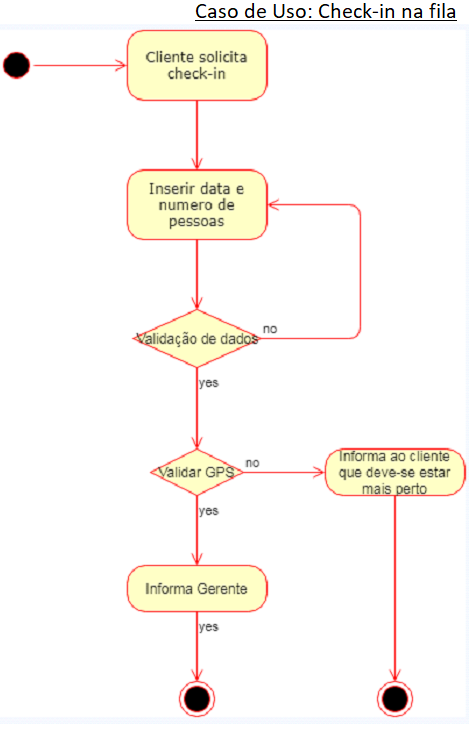 Caso de Uso: Check-in na fila
Cliente solicita
check-in
Inserir data e
numero de
pessoas
no
Validação de dados
yes
no
Validar GPS
Informa ao cliente
que deve-se estar
mais perto
yes
Informa Gerente
yes